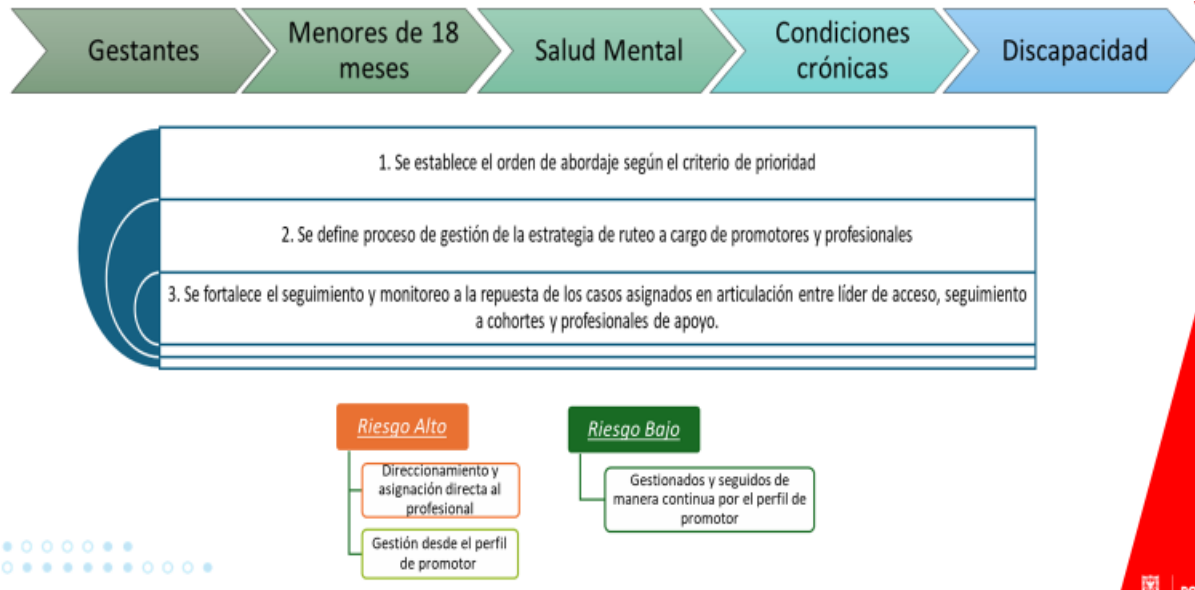 Gestantes
Menores de 18
meses
Salud Mental
Condiciones
crónicas
Discapacidad
1. Se establece el orden de abordaje según el criterio de prioridad
2. Se define proceso de gestión de la estrategia de ruteo a cargo de promotores y profesionales
3. Se fortalece el seguimiento y monitoreo a la repuesta de los casos asignados en articulación entre líder de acceso, seguimiento
a cohortes y profesionales de apoyo.
Riesgo Alto
Direccionamiento y
asignación directa al
profesional
Gestión desde el perfil
de promotor
Riesgo Bajo
Gestionados y seguidos de
manera continua por el perfil de
promotor